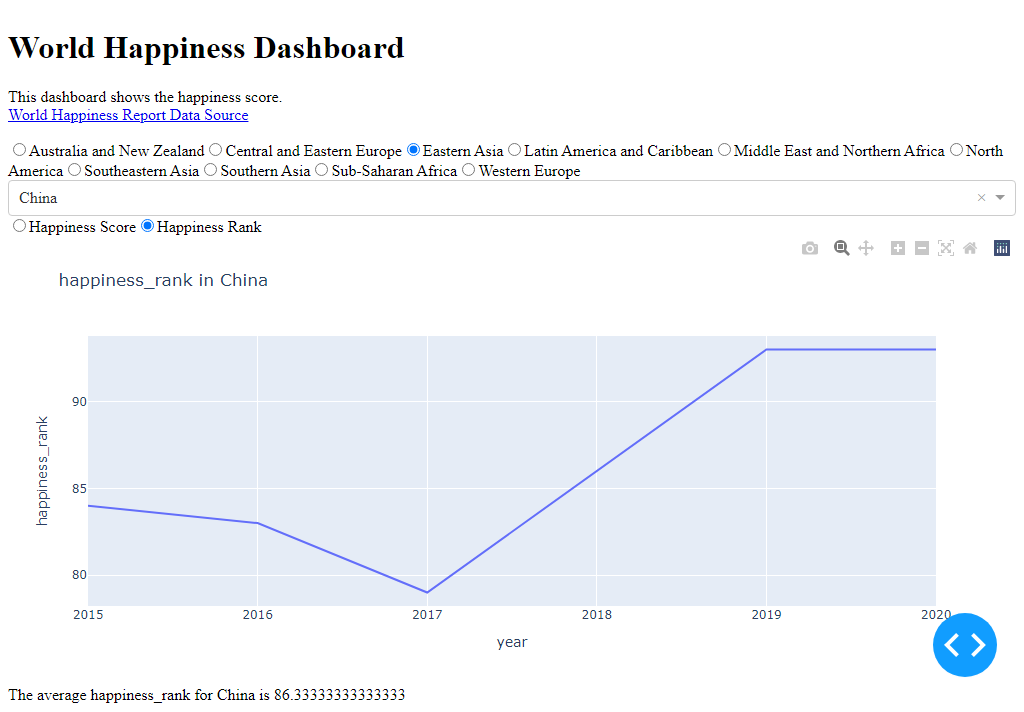 World Happiness Dashboard
This dashboard shows the happiness score.
World Happiness Report Data Source
Australia and New Zealand Central and Eastern Europe Eastern Asia Latin America and Caribbean Middle East and Northern Africa North
America Southeastern Asia Southern Asia Sub-Saharan Africa Western Europe
China
Happiness Score Happiness Rank
happiness_rank in China
90
85
80
happiness_rank
2015 2016 2017 2018 2019 2020
year
The average happiness_rank for China is 86.33333333333333